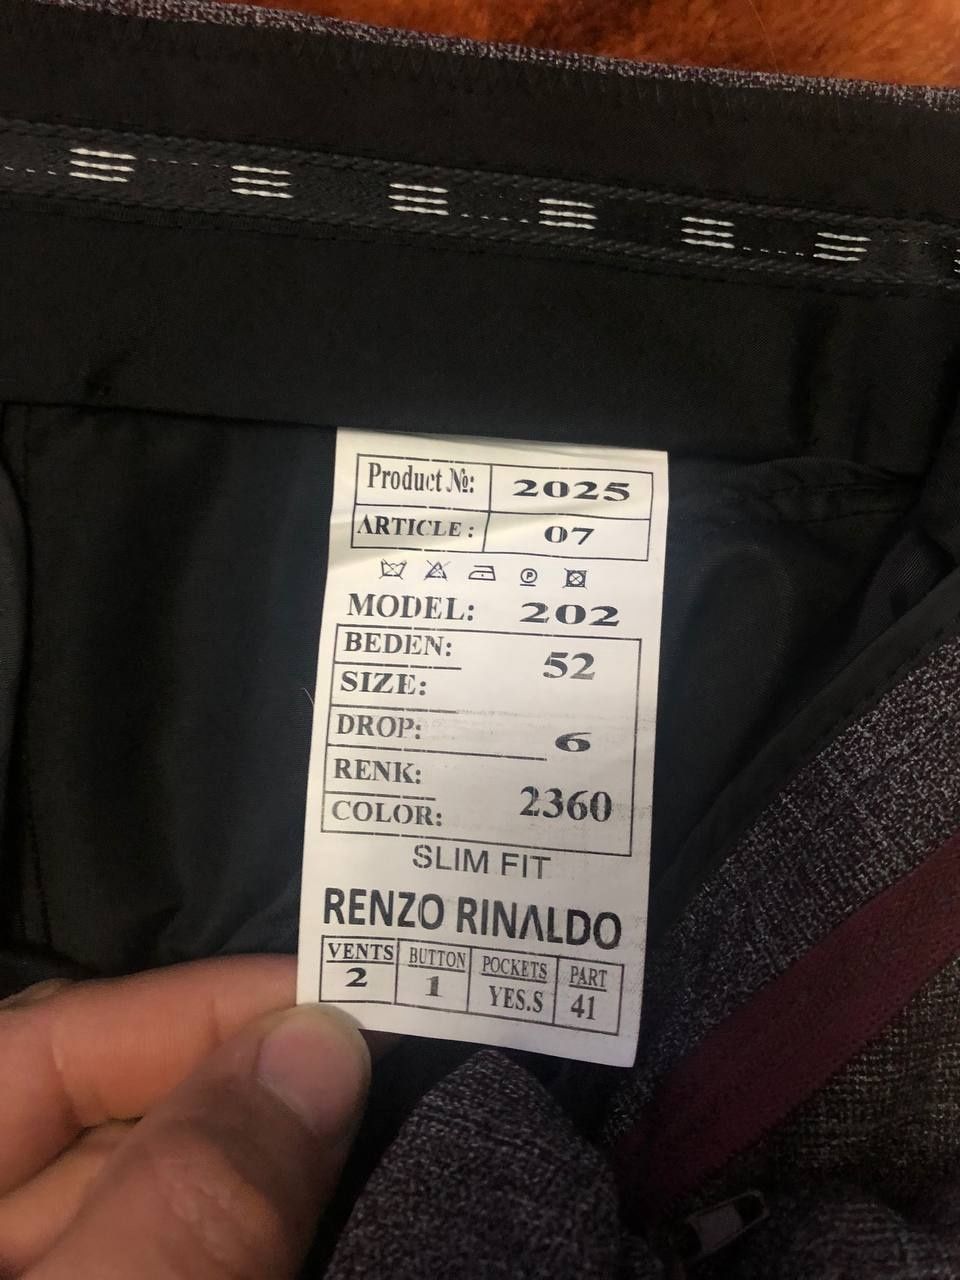 Product №: 2025
ARTICLE: 07
MODEL: 202
BEDEN: 52
SIZE:
DROP: 6
RENK: 2360
COLOR:
SLIM FIT
RENZO RINALDO
VENTS BUTTON POCKETS PART
2 1 YES.S 41